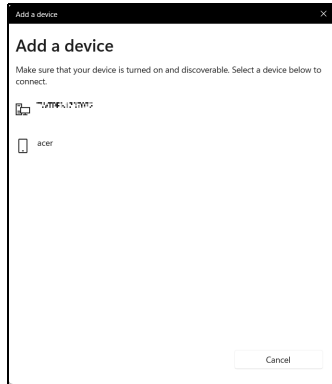 Add a device
Add a device
Make sure that your device is turned on and discoverable. Select a device below to
connect.
acer
Cancel